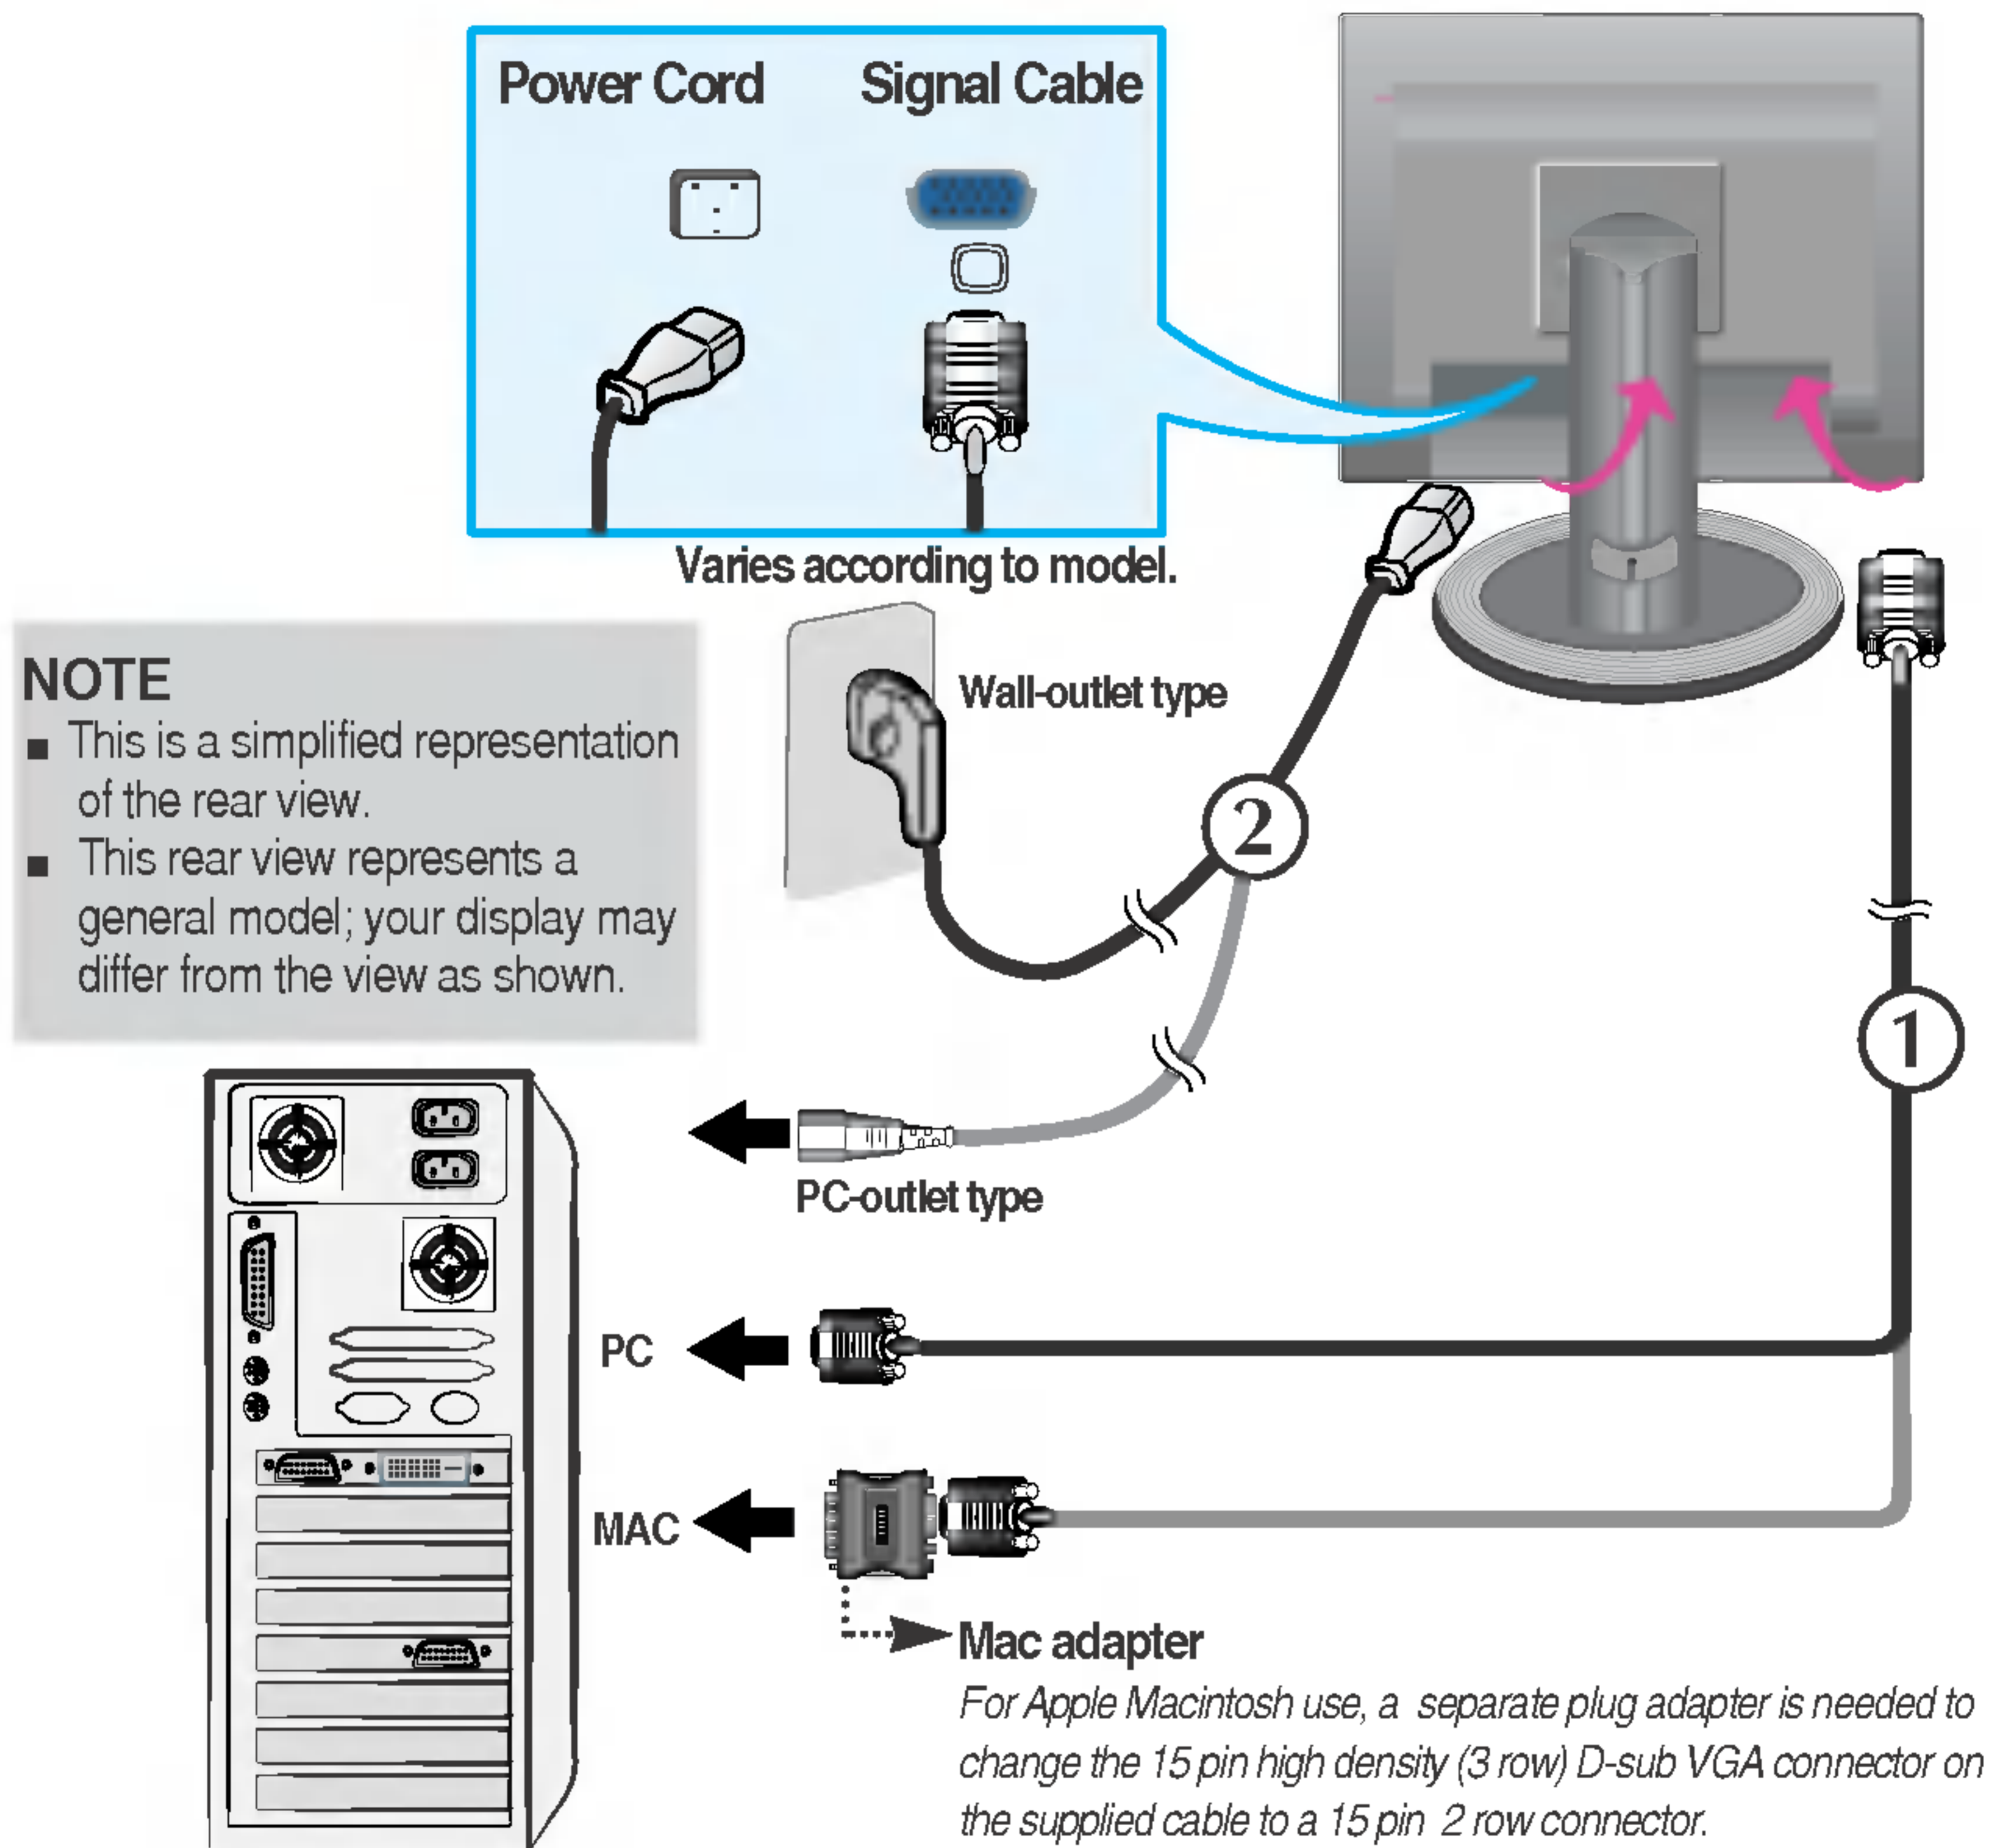 Power Cord
Signal Cable
Varies according to model.
NOTE
■ This is a simplified representation
of the rear view.
■ This rear view represents a
general model; your display may
differ from the view as shown.
Wall-outlet type
2
1
PC-outlet type
PC
MAC
Mac adapter
For Apple Macintosh use, a separate plug adapter is needed to
change the 15 pin high density (3 row) D-sub VGA connector on
the supplied cable to a 15 pin 2 row connector.